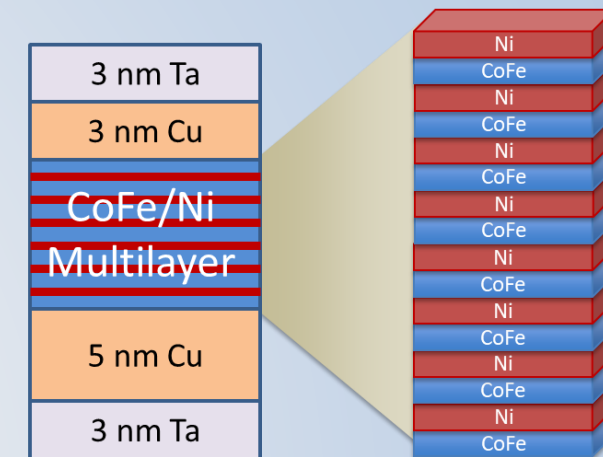 3 nm Ta
3 nm Cu
CoFe/Ni
Multilayer
5 nm Cu
3 nm Ta
Ni
CoFe
Ni
CoFe
Ni
CoFe
Ni
CoFe
Ni
CoFe
Ni
CoFe
Ni
CoFe
Ni
CoFe